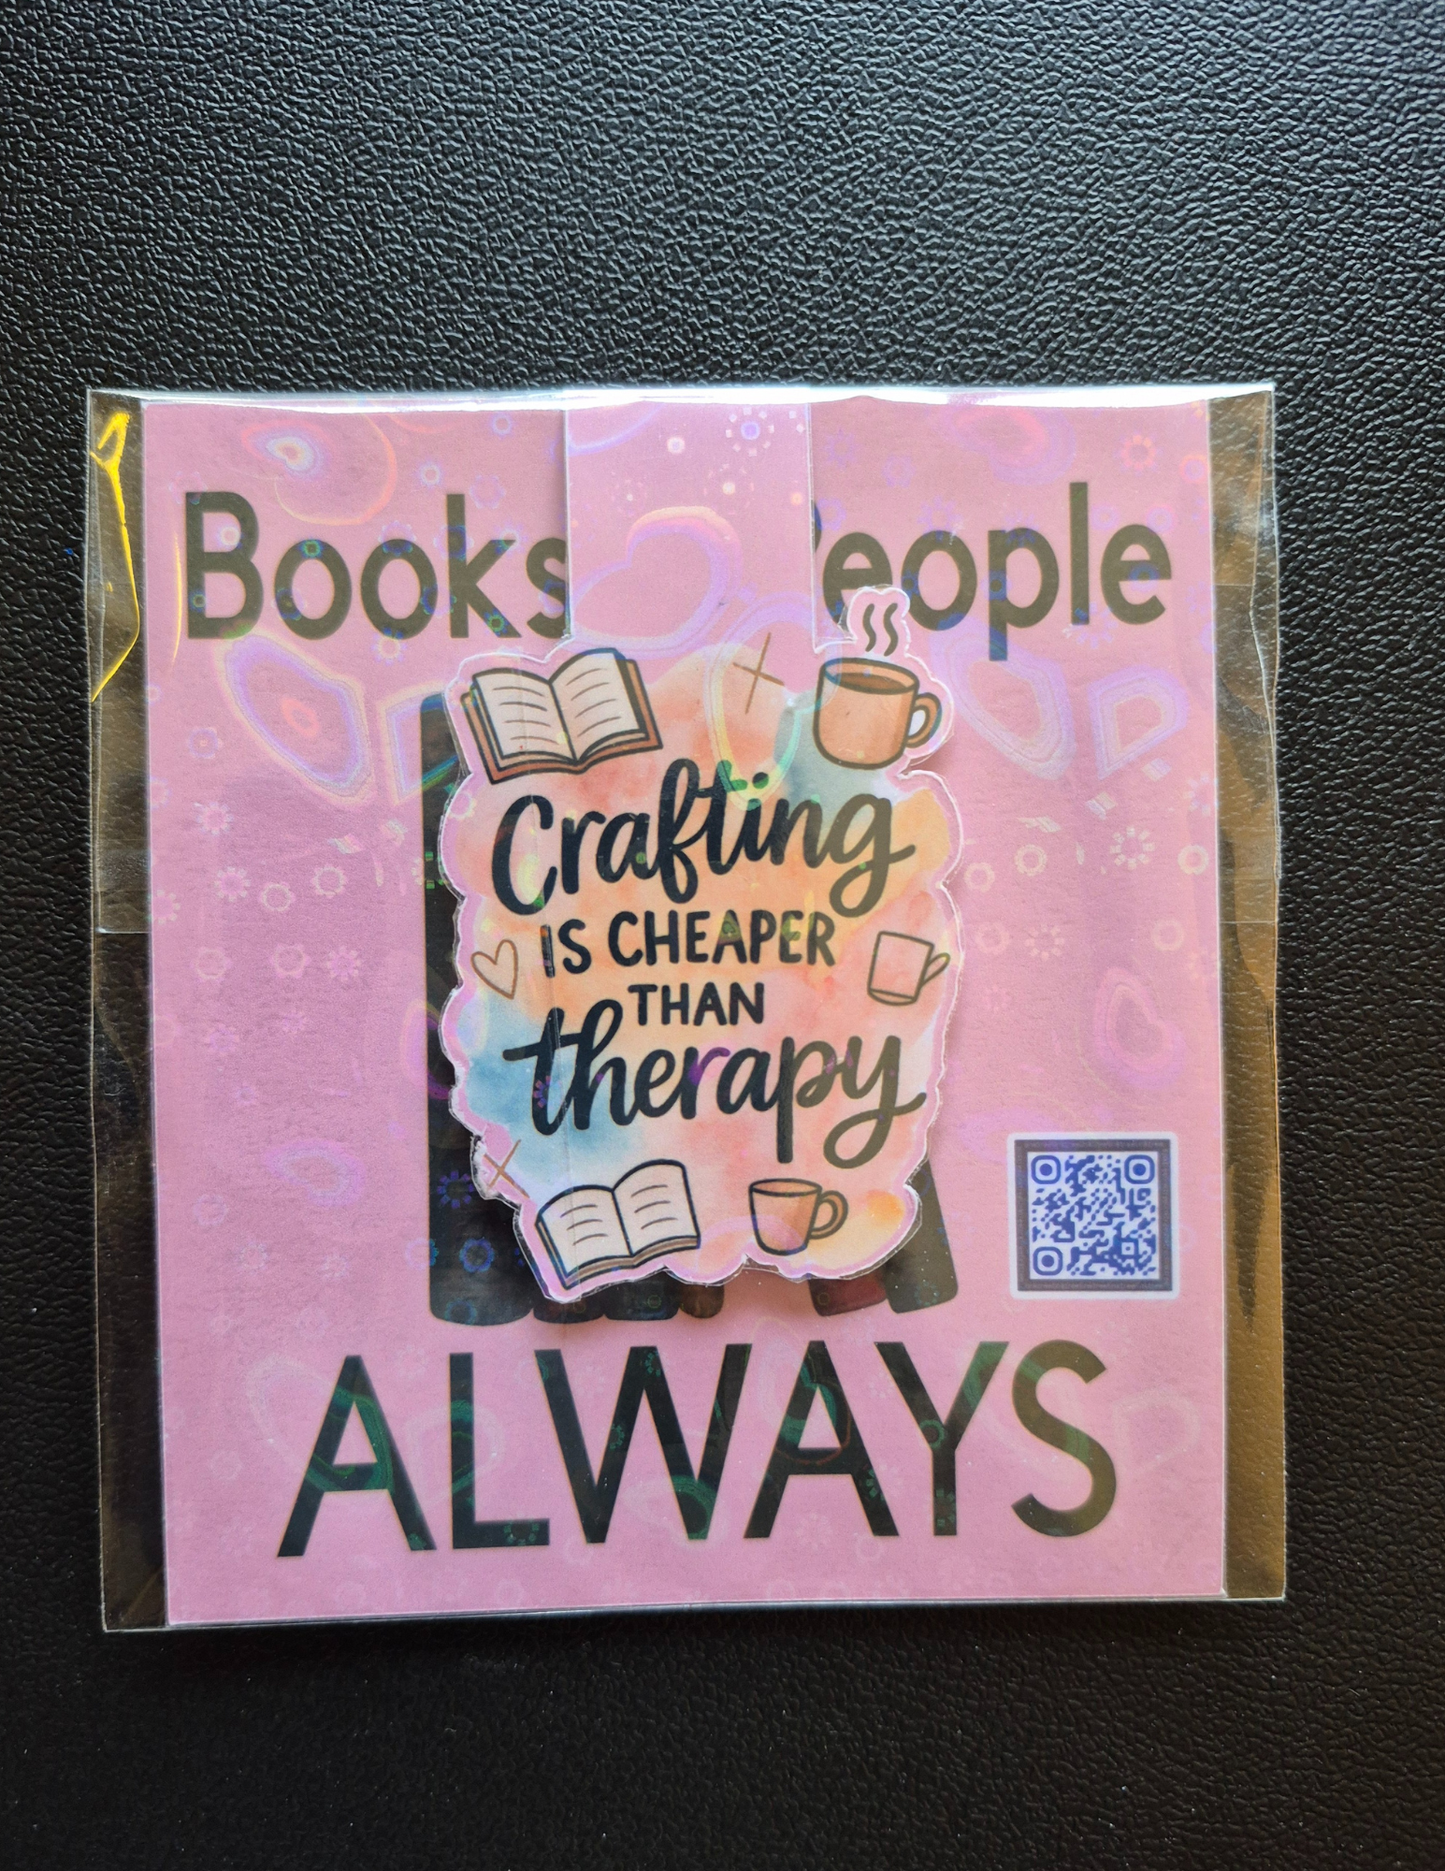 Books People
Crafting
IS CHEAPER
THAN
therapy
ALWAYS